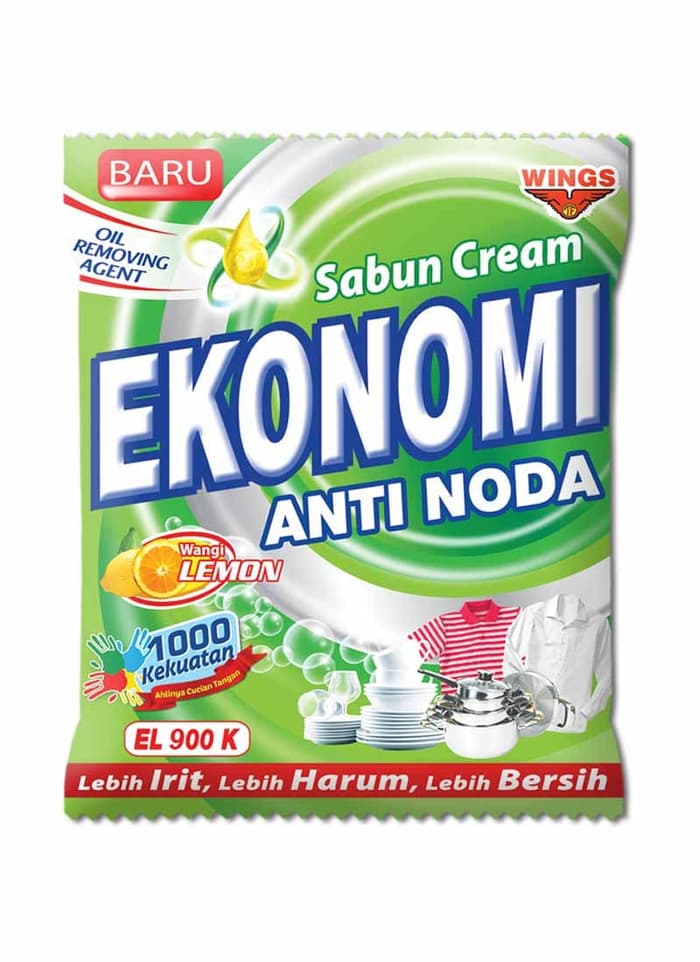 BARU
WINGS
OIL
REMOVING
AGENT
Sabun Cream
EKONOMI
ANTI NODA
Wangi
LEMON
1000
Kekuatan
Ahlinya Cucian Tangan
EL 900 K
Lebih Irit, Lebih Harum, Lebih Bersih